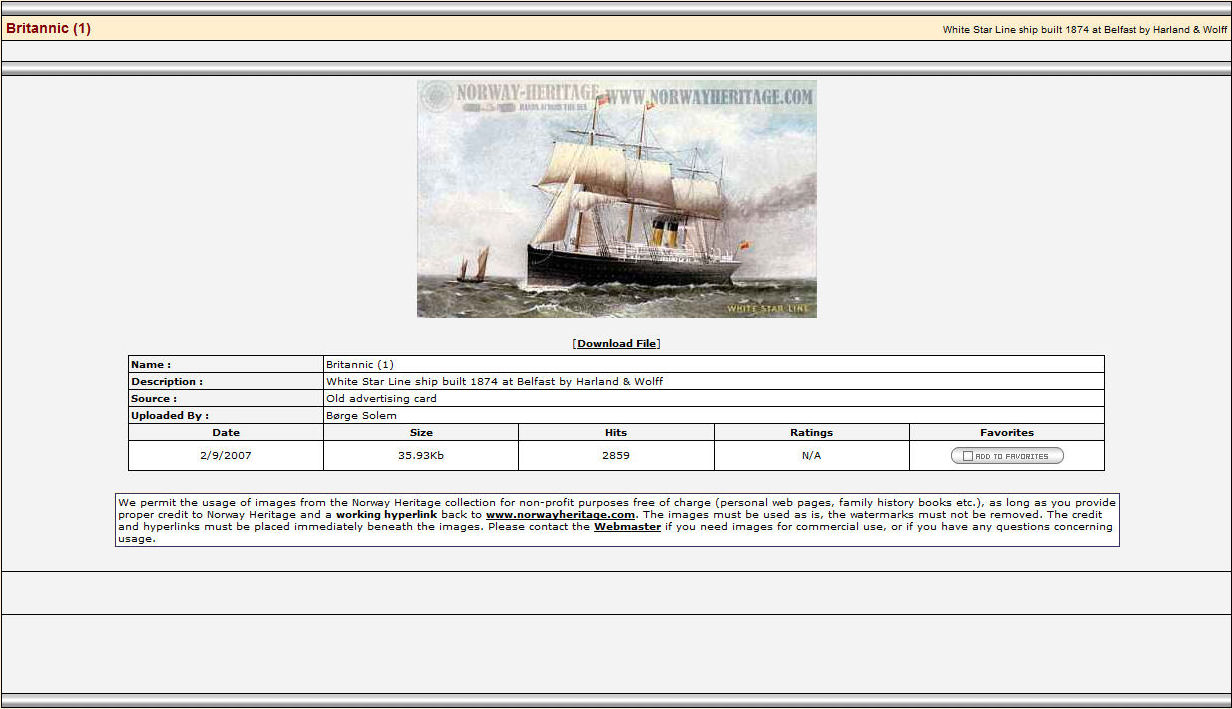 Britannic (1)
White Star Line ship built 1874 at Belfast by Harland & Wolff
NORWAY-HERITAGE
HANDS ACROSS THE SEA
WWW.NORWAYHERITAGE.COM
WHITE STAR LINE
[Download File]
Name : Britannic (1)
Description : White Star Line ship built 1874 at Belfast by Harland & Wolff
Source : Old advertising card
Uploaded By : Børge Solem
Date Size Hits Ratings Favorites
2/9/2007 35.93Kb 2859 N/A ADD TO FAVORITES
We permit the usage of images from the Norway Heritage collection for non-profit purposes free of charge (personal web pages, family history books etc.), as long as you provide
proper credit to Norway Heritage and a working hyperlink back to www.norwayheritage.com. The images must be used as is, the watermarks must not be removed. The credit
and hyperlinks must be placed immediately beneath the images. Please contact the Webmaster if you need images for commercial use, or if you have any questions concerning
usage.